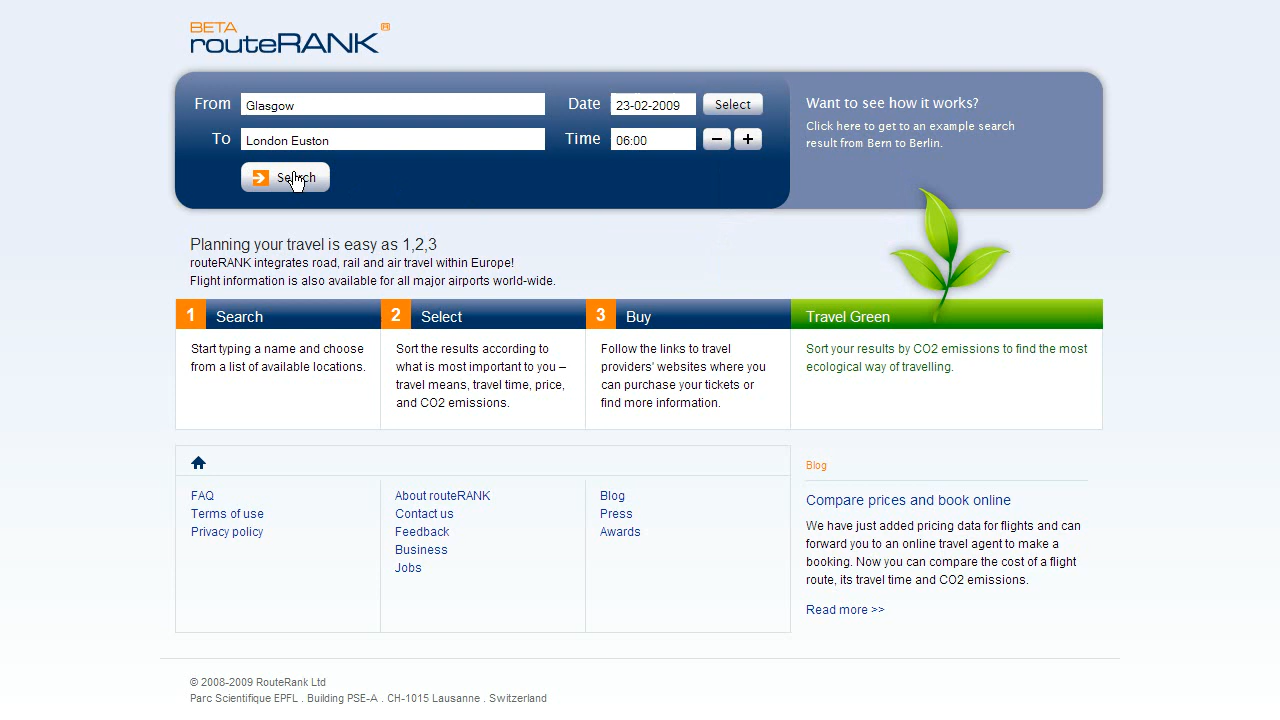 BETA
routeRANK
From
Glasgow
Date
23-02-2009
Select
To
London Euston
Time
06:00
− +
Search
Want to see how it works?
Click here to get to an example search
result from Bern to Berlin.
Planning your travel is easy as 1,2,3
routeRANK integrates road, rail and air travel within Europe!
Flight information is also available for all major airports world-wide.
1 Search
Start typing a name and choose
from a list of available locations.
2 Select
Sort the results according to
what is most important to you –
travel means, travel time, price,
and CO2 emissions.
3 Buy
Follow the links to travel
providers' websites where you
can purchase your tickets or
find more information.
Travel Green
Sort your results by CO2 emissions to find the most
ecological way of travelling.
FAQ
Terms of use
Privacy policy
About routeRANK
Contact us
Feedback
Business
Jobs
Blog
Press
Awards
Blog
Compare prices and book online
We have just added pricing data for flights and can
forward you to an online travel agent to make a
booking. Now you can compare the cost of a flight
route, its travel time and CO2 emissions.
Read more >>
© 2008-2009 RouteRank Ltd
Parc Scientifique EPFL . Building PSE-A . CH-1015 Lausanne . Switzerland